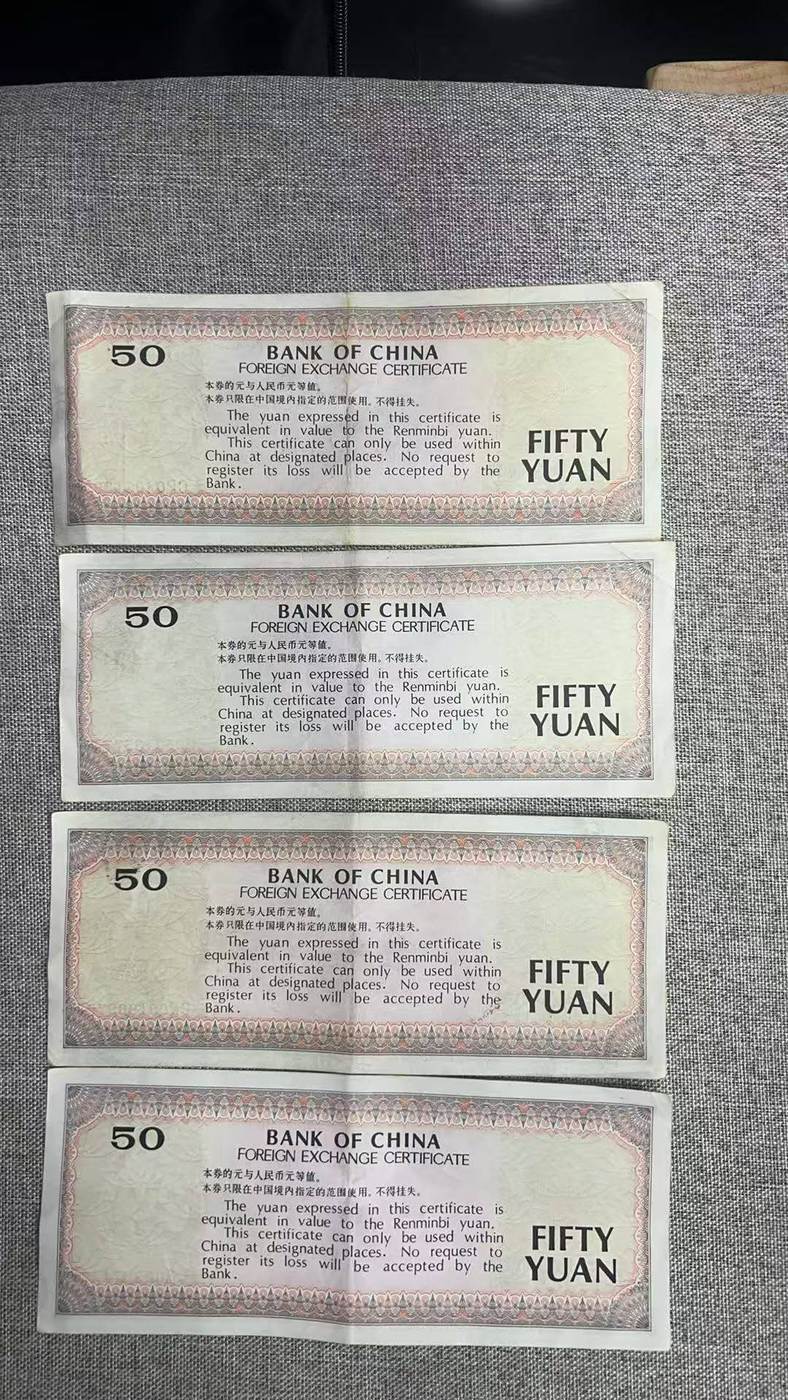 50
BANK OF CHINA
FOREIGN EXCHANGE CERTIFICATE
本券的元与人民币元等值。
本券只限在中国境内指定的范围使用。不得挂失。
The yuan expressed in this certificate is
equivalent in value to the Renminbi yuan.
This certificate can only be used within
China at designated places. No request to
register its loss will be accepted by the
Bank.
FIFTY
YUAN
50
BANK OF CHINA
FOREIGN EXCHANGE CERTIFICATE
本券的元与人民币元等值。
本券只限在中国境内指定的范围使用。不得挂失。
The yuan expressed in this certificate is
equivalent in value to the Renminbi yuan.
This certificate can only be used within
China at designated places. No request to
register its loss will be accepted by the
Bank.
FIFTY
YUAN
50
BANK OF CHINA
FOREIGN EXCHANGE CERTIFICATE
本券的元与人民币元等值。
本券只限在中国境内指定的范围使用。不得挂失。
The yuan expressed in this certificate is
equivalent in value to the Renminbi yuan.
This certificate can only be used within
China at designated places. No request to
register its loss will be accepted by the
Bank.
FIFTY
YUAN
50
BANK OF CHINA
FOREIGN EXCHANGE CERTIFICATE
本券的元与人民币元等值。
本券只限在中国境内指定的范围使用。不得挂失。
The yuan expressed in this certificate is
equivalent in value to the Renminbi yuan.
This certificate can only be used within
China at designated places. No request to
register its loss will be accepted by the
Bank.
FIFTY
YUAN